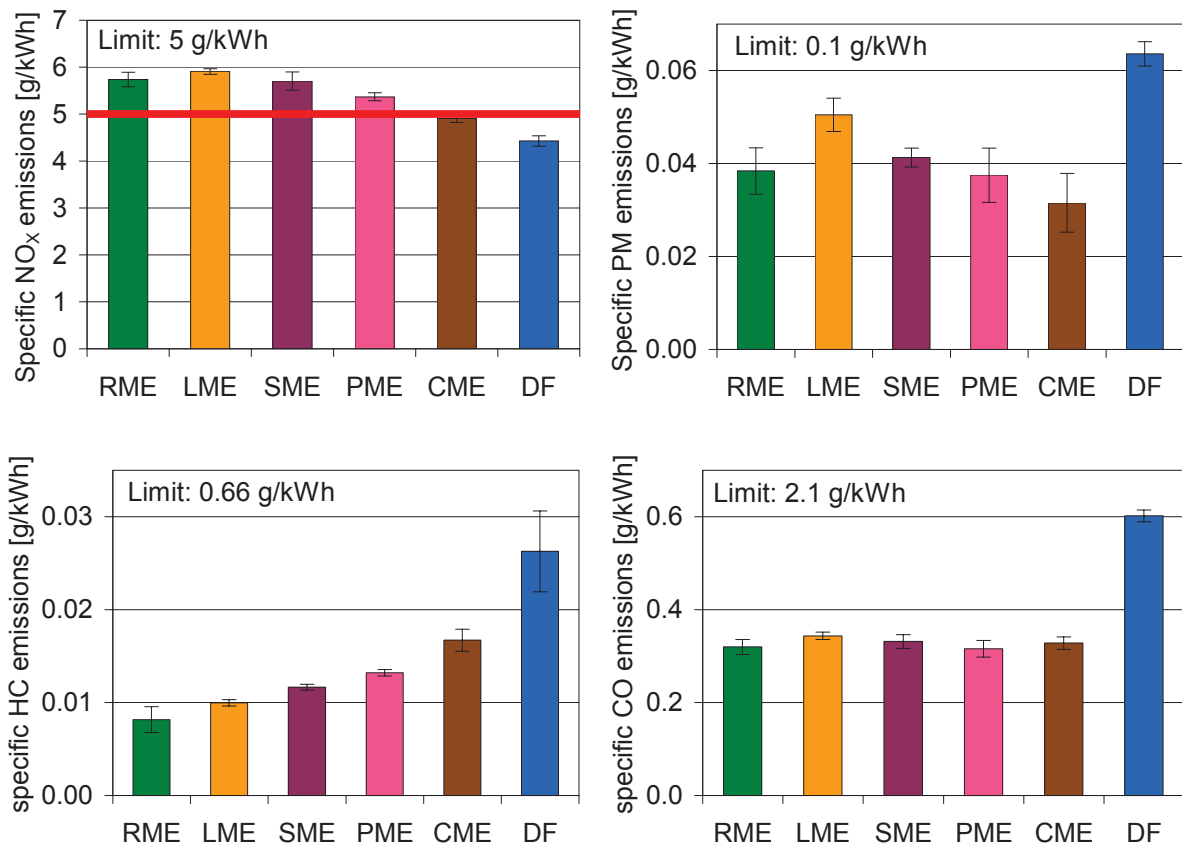 Specific NOX emissions [g/kWh]
Limit: 5 g/kWh
7
6
5
4
3
2
1
0
RME LME SME PME CME DF
Specific PM emissions [g/kWh]
Limit: 0.1 g/kWh
0.06
0.04
0.02
0.00
RME LME SME PME CME DF
specific HC emissions [g/kWh]
Limit: 0.66 g/kWh
0.03
0.02
0.01
0.00
RME LME SME PME CME DF
specific CO emissions [g/kWh]
Limit: 2.1 g/kWh
0.6
0.4
0.2
0.0
RME LME SME PME CME DF